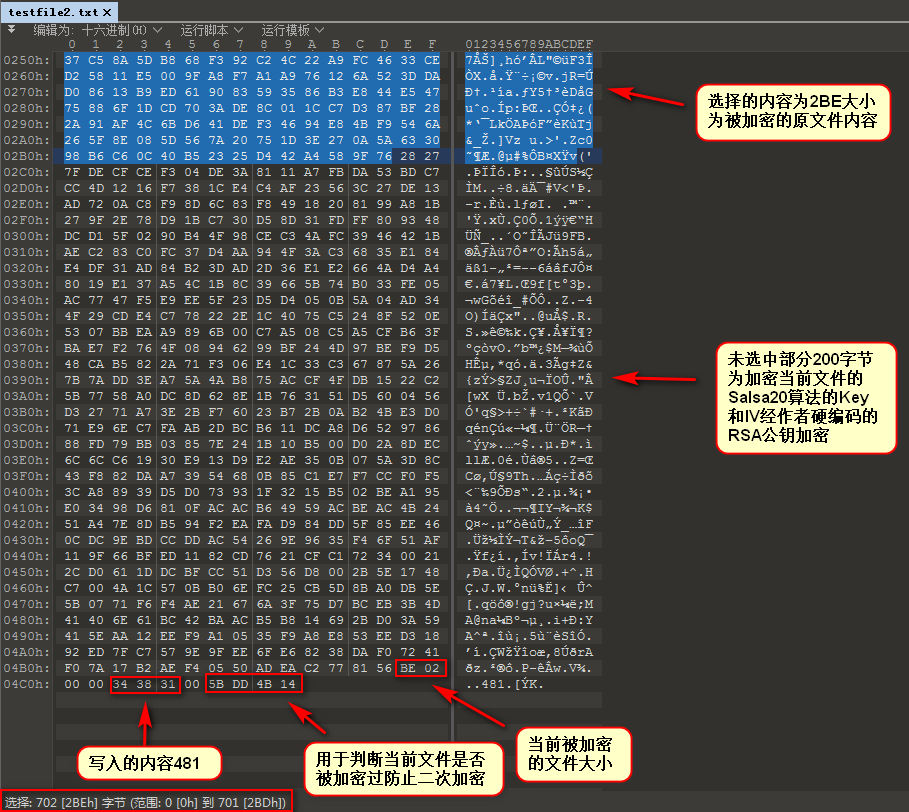 testfile2.txt ×
编辑为: 十六进制(H) 运行脚本 运行模板
0 1 2 3 4 5 6 7 8 9 A B C D E F 0123456789ABCDEF
0250h: 37 C5 8A 5D B8 68 F3 92 C2 4C 22 A9 FC 46 33 CE
0260h: D2 58 11 E5 00 9F A8 F7 A1 A9 76 12 6A 52 3D DA
0270h: D0 86 13 B9 ED 61 90 83 59 35 86 B3 E8 44 E5 47
0280h: 75 88 6F 1D CD 70 3A DE 8C 01 1C C7 D3 87 BF 28
0290h: 2A 91 AF 4C 6B D6 41 DE F3 46 94 E8 4B F9 54 6A
02A0h: 26 5F 8E 08 5D 56 7A 20 75 1D 3E 27 0A 5A 63 30
02B0h: 98 B6 C6 0C 40 B5 23 25 D4 42 A4 58 9F 76 28 27
02C0h: 7F DE CF CE F3 04 DE 3A 81 11 A7 FB DA 53 BD C7
02D0h: CC 4D 12 16 F7 38 1C E4 C4 AF 23 56 3C 27 DE 13
02E0h: AD 72 0A C8 F9 8D 6C 83 F8 49 18 20 81 99 A8 1B
02F0h: 27 9F 2E 78 D9 1B C7 30 D5 8D 31 FD FF 80 93 48
0300h: DC D1 5F 02 90 B4 4F 98 CE C3 4A FC 39 46 42 1B
0310h: AE C2 83 C0 FC 37 D4 AA 94 4F 3A C3 68 35 E1 84
0320h: E4 DF 31 AD 84 B2 3D AD 2D 36 E1 E2 66 4A D4 A4
0330h: 80 19 E1 37 A5 4C 1B 8C 39 66 5B 74 B0 33 FE 05
0340h: AC 77 47 F5 E9 EE 5F 23 D5 D4 05 0B 5A 04 AD 34
0350h: 4F 29 CD E4 C7 78 22 2E 1C 40 75 C5 24 8F 52 0E
0360h: 53 07 BB EA A9 89 6B 00 C7 A5 08 C5 A5 CF B6 3F
0370h: BA E7 F2 76 4F 08 94 62 99 BF 24 4D 97 BE F9 D5
0380h: 48 CA B5 82 2A 71 F3 06 E4 1C 33 C3 67 87 5A 26
0390h: 7B 7A DD 3E A7 5A 4A B8 75 AC CF 4F DB 15 22 C2
03A0h: 5B 77 58 A0 DC 8D 62 8E 1B 76 31 51 D5 60 04 56
03B0h: D3 27 71 A7 3E 2B F7 60 23 B7 2B 0A B2 4B E3 D0
03C0h: 71 E9 6E C7 FA AB 2D BC B6 11 DC A8 D6 52 97 86
03D0h: 88 FD 79 BB 03 85 7E 24 1B 10 B5 00 D0 2A 8D EC
03E0h: 6C 6C C6 19 30 E9 13 D9 E2 AE 35 0B 07 5A 3D 8C
03F0h: 43 F8 82 DA A7 39 54 68 0B 85 C1 E7 F7 CC F0 F5
0400h: 3C A8 89 39 D5 D0 73 93 1F 32 15 B5 02 BE A1 95
0410h: E0 34 98 D6 81 0F AC AC B6 49 59 AC BE AC 4B 24
0420h: 51 A4 7E 8D B5 94 F2 EA FA D9 84 DD 5F 85 EE 46
0430h: 0C DC 9E BD CC DD AC 54 26 9E 96 35 F4 6F 51 AF
0440h: 11 9F 66 BF ED 11 82 CD 76 21 CF C1 72 34 00 21
0450h: 2C D0 61 1D DC BF CC 51 D3 56 D8 00 2B 5E 17 48
0460h: C7 00 4A 1C 57 0B B0 6E FC 25 CB 5D 8B A0 DB 5E
0470h: 5B 07 71 F6 F4 AE 21 67 6A 3F 75 D7 BC EB 3B 4D
0480h: 41 40 6E 61 BC 42 BA AC B5 B8 14 69 2B D0 3A 59
0490h: 41 5E AA 12 EE F9 A1 05 35 F9 A8 E8 53 EE D3 18
04A0h: 92 ED 7F C7 57 9E 9F EE 6F E6 82 38 DA F0 72 41
04B0h: F0 7A 17 B2 AE F4 05 50 AD EA C2 77 81 56 BE 02
04C0h: 00 00 34 38 31 00 5B DD 4B 14 ..481.[ÝK.
选择的内容为2BE大小
为被加密的原文件内容
未选中部分200字节
为加密当前文件的
Salsa20算法的Key
和IV经作者硬编码的
RSA公钥加密
写入的内容481
用于判断当前文件是否
被加密过防止二次加密
当前被加密
的文件大小
选择: 702 [2BEh] 字节 (范围: 0 [0h] 到 701 [2BDh])